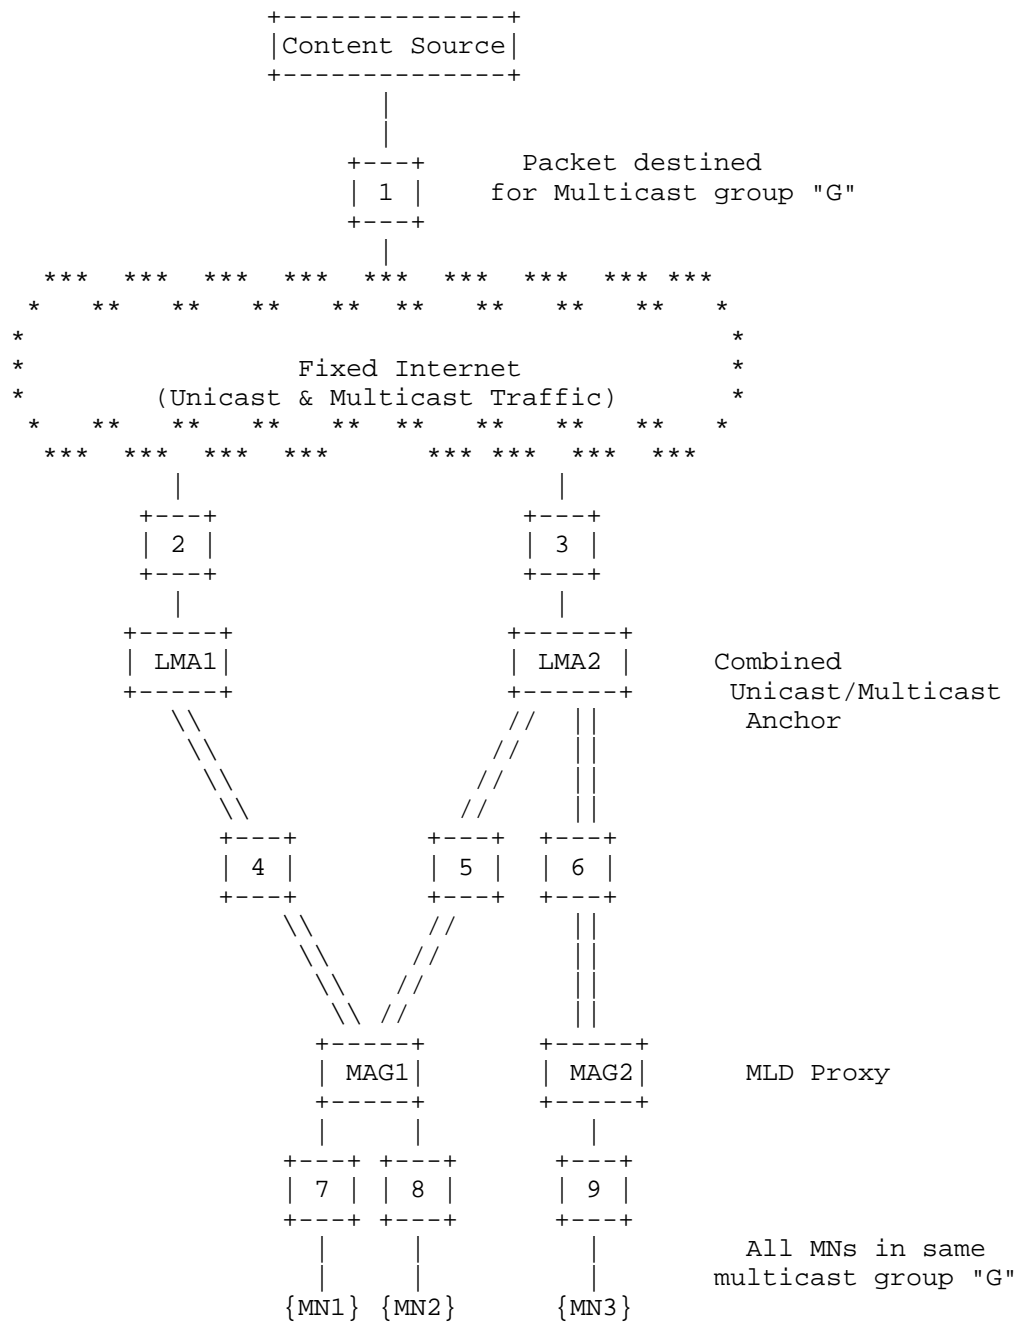 Content Source
Packet destined
1 for Multicast group "G"
Fixed Internet
(Unicast & Multicast Traffic)
2 3
LMA1 LMA2 Combined
Unicast/Multicast
Anchor
4 5 6
MAG1 MAG2 MLD Proxy
7 8 9
All MNs in same
multicast group "G"
{MN1} {MN2} {MN3}